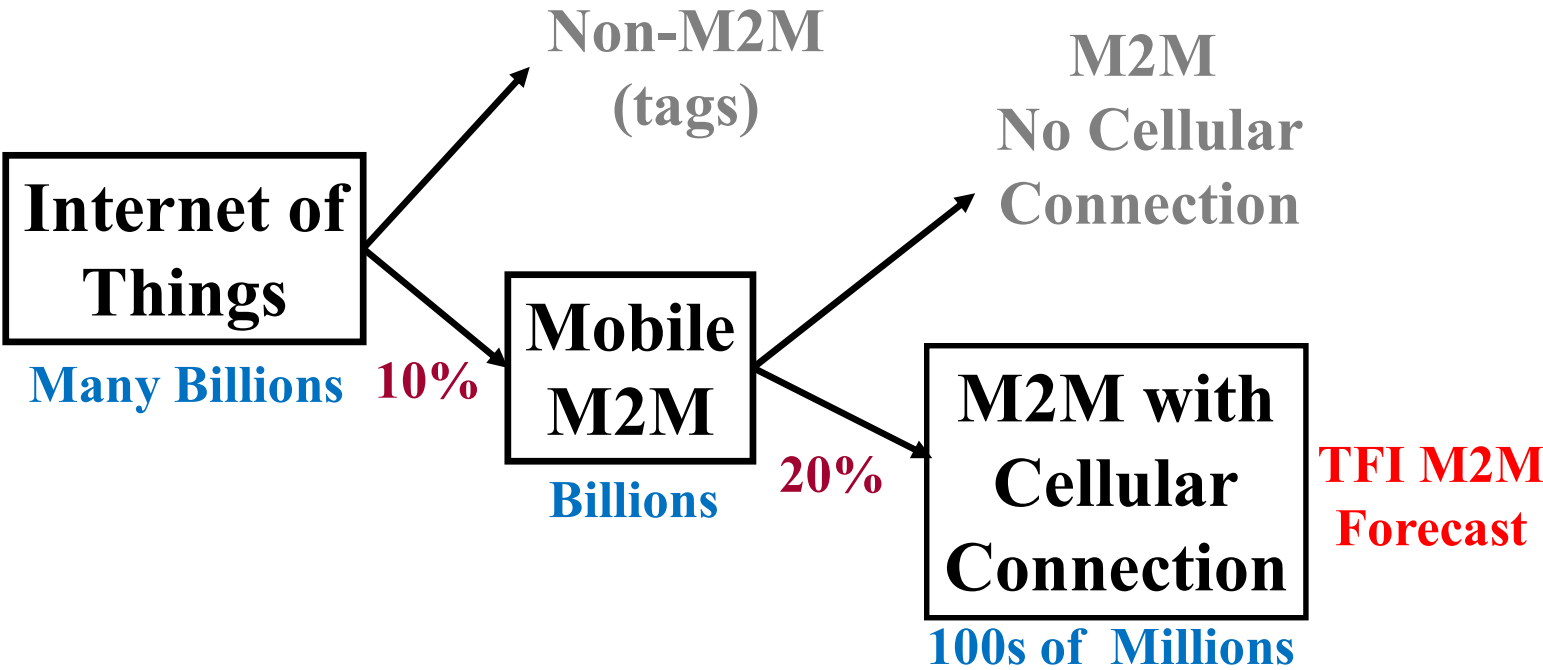 Non-M2M
(tags)
M2M
No Cellular
Connection
Internet of
Things
Many Billions
10%
Mobile
M2M
Billions
20%
M2M with
Cellular
Connection
100s of Millions
TFI M2M
Forecast